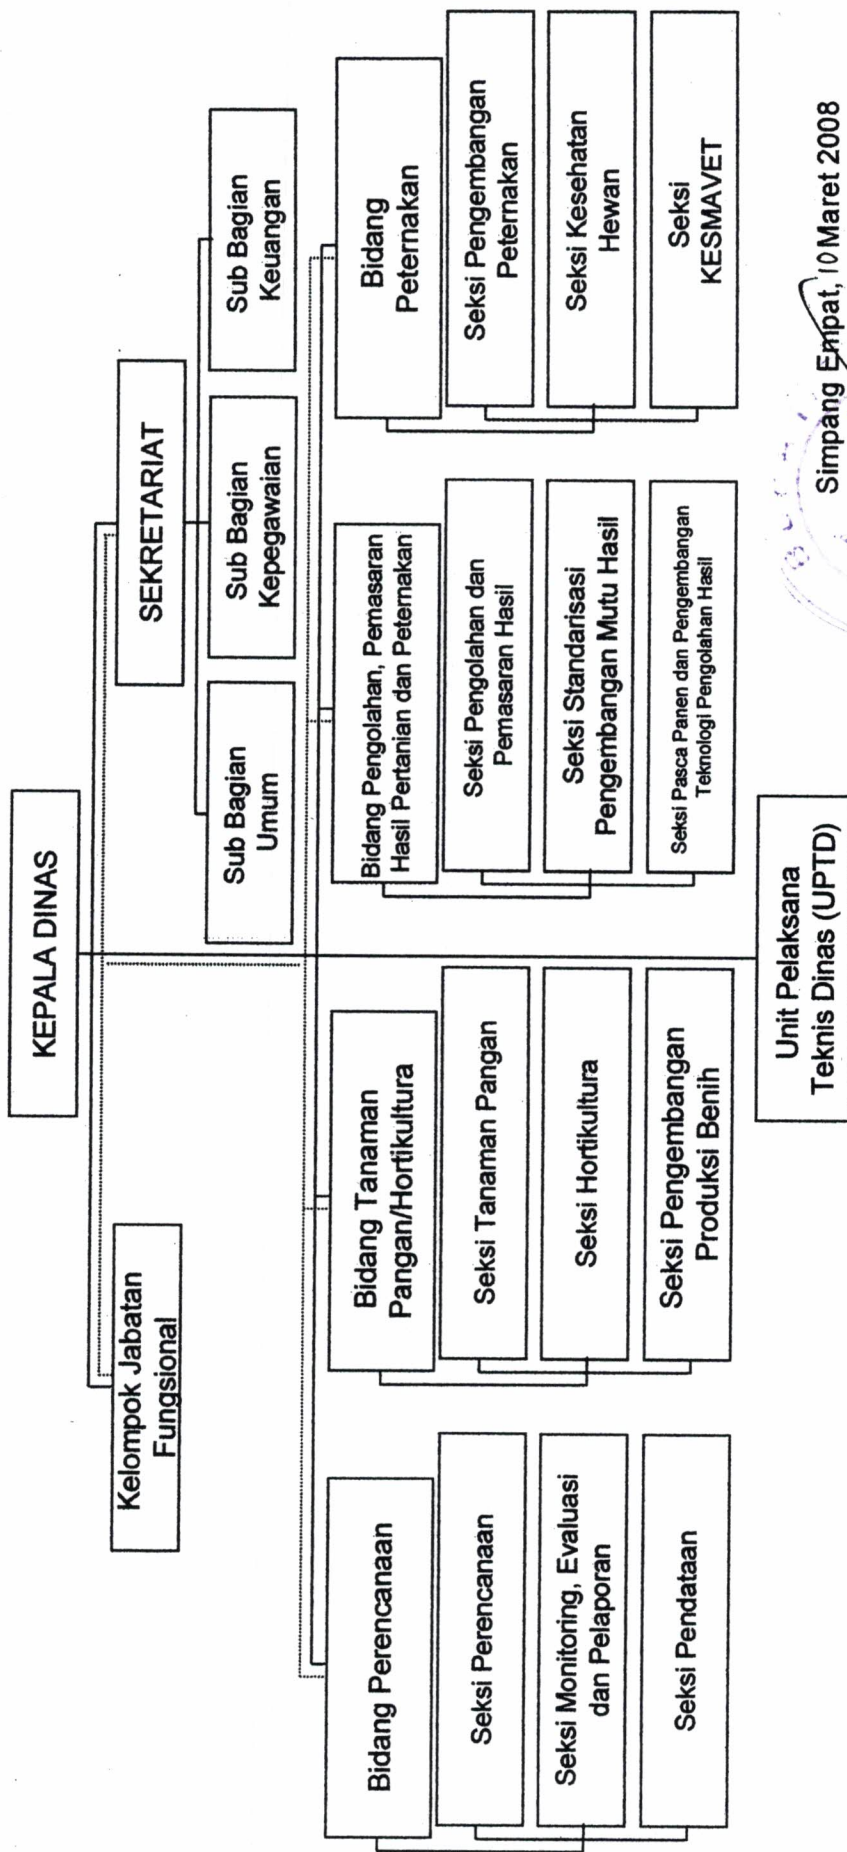 KEPALA DINAS
Kelompok Jabatan
Fungsional
SEKRETARIAT
Sub Bagian
Umum
Sub Bagian
Kepegawaian
Sub Bagian
Keuangan
Bidang Perencanaan
Seksi Perencanaan
Seksi Monitoring, Evaluasi
dan Pelaporan
Seksi Pendataan
Bidang Tanaman
Pangan/Hortikultura
Seksi Tanaman Pangan
Seksi Hortikultura
Seksi Pengembangan
Produksi Benih
Bidang Pengolahan, Pemasaran
Hasil Pertanian dan Peternakan
Seksi Pengolahan dan
Pemasaran Hasil
Seksi Standarisasi
Pengembangan Mutu Hasil
Seksi Pasca Panen dan Pengembangan
Teknologi Pengolahan Hasil
Bidang
Peternakan
Seksi Pengembangan
Peternakan
Seksi Kesehatan
Hewan
Seksi
KESMAVET
Unit Pelaksana
Teknis Dinas (UPTD)
Simpang Empat, 10 Maret 2008